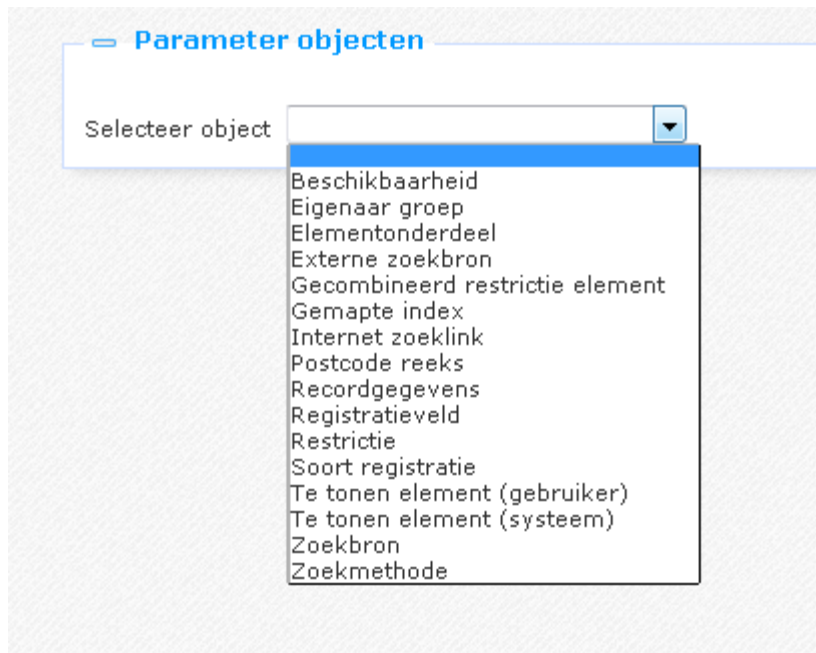 Parameter objecten
Selecteer object
Beschikbaarheid
Eigenaar groep
Elementonderdeel
Externe zoekbron
Gecombineerd restrictie element
Gemapte index
Internet zoeklink
Postcode reeks
Recordgegevens
Registratieveld
Restrictie
Soort registratie
Te tonen element (gebruiker)
Te tonen element (systeem)
Zoekbron
Zoekmethode